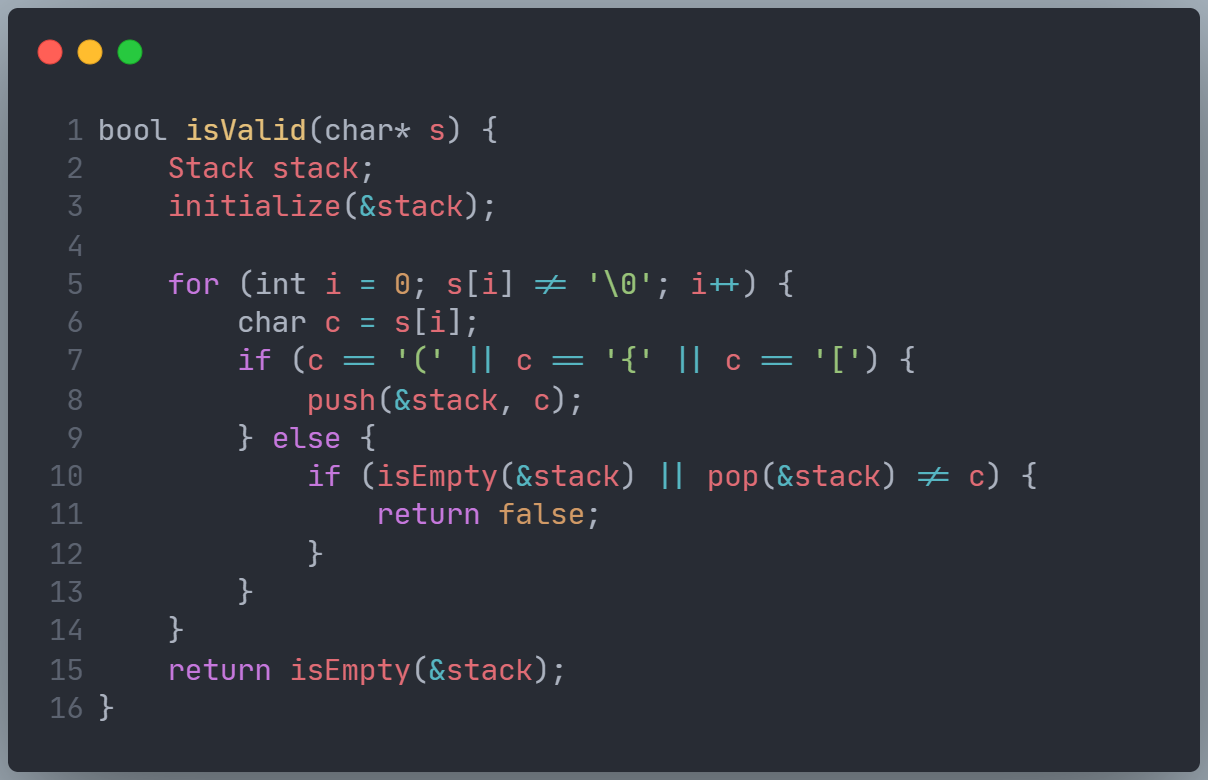 1 bool isValid(char* s) {
2     Stack stack;
3     initialize(&stack);
4
5     for (int i = 0; s[i] != '\0'; i++) {
6         char c = s[i];
7         if (c == '(' || c == '{' || c == '[') {
8             push(&stack, c);
9         } else {
10             if (isEmpty(&stack) || pop(&stack) != c) {
11                 return false;
12             }
13         }
14     }
15     return isEmpty(&stack);
16 }